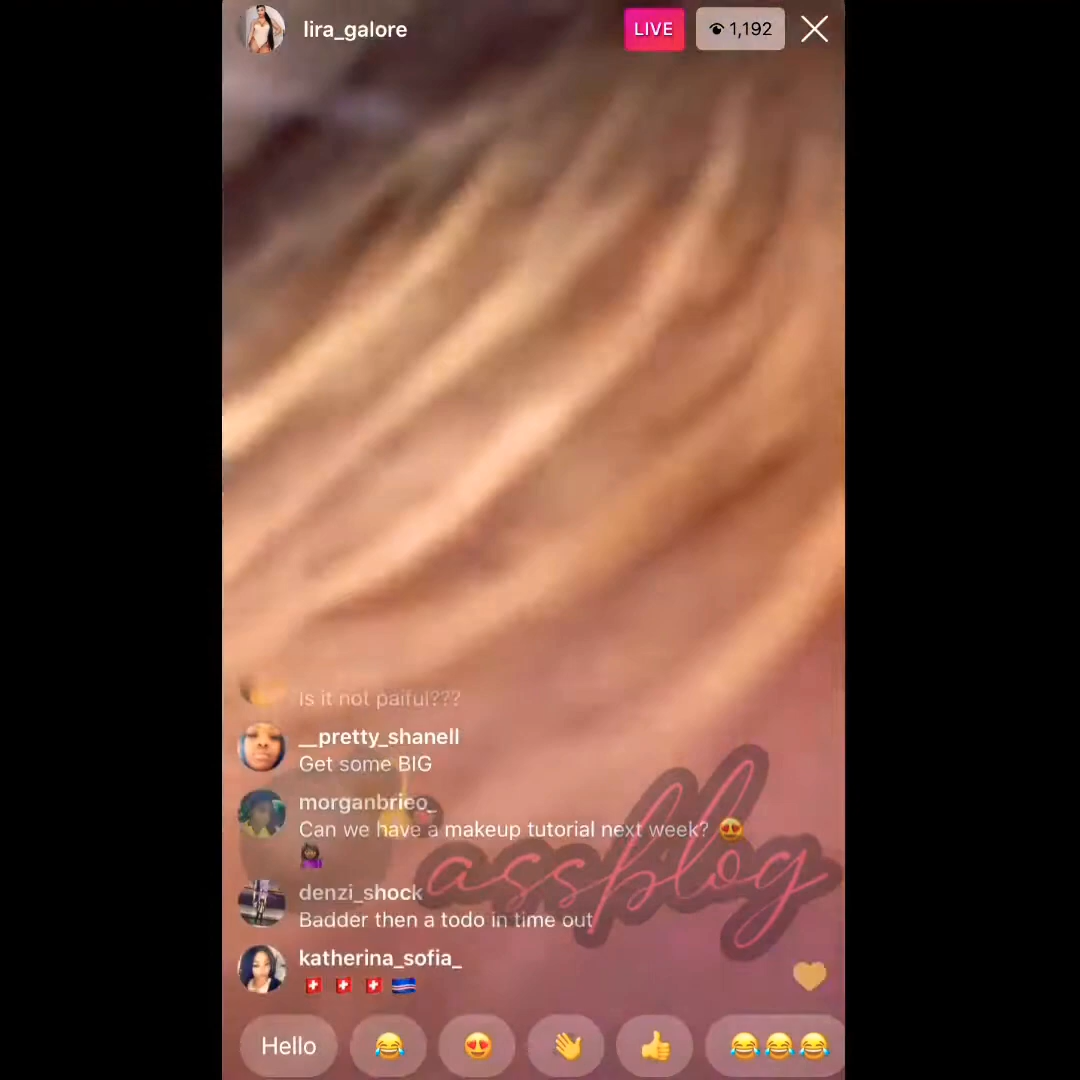 lira_galore
LIVE
1,192
Is it not paiful???
__pretty_shanell
Get some BIG
morganbrieo_
Can we have a makeup tutorial next week? 😍
denzi_shock
Badder then a todo in time out
katherina_sofia_
🇨🇭 🇨🇭 🇨🇭 🇨🇻
assblog
Hello